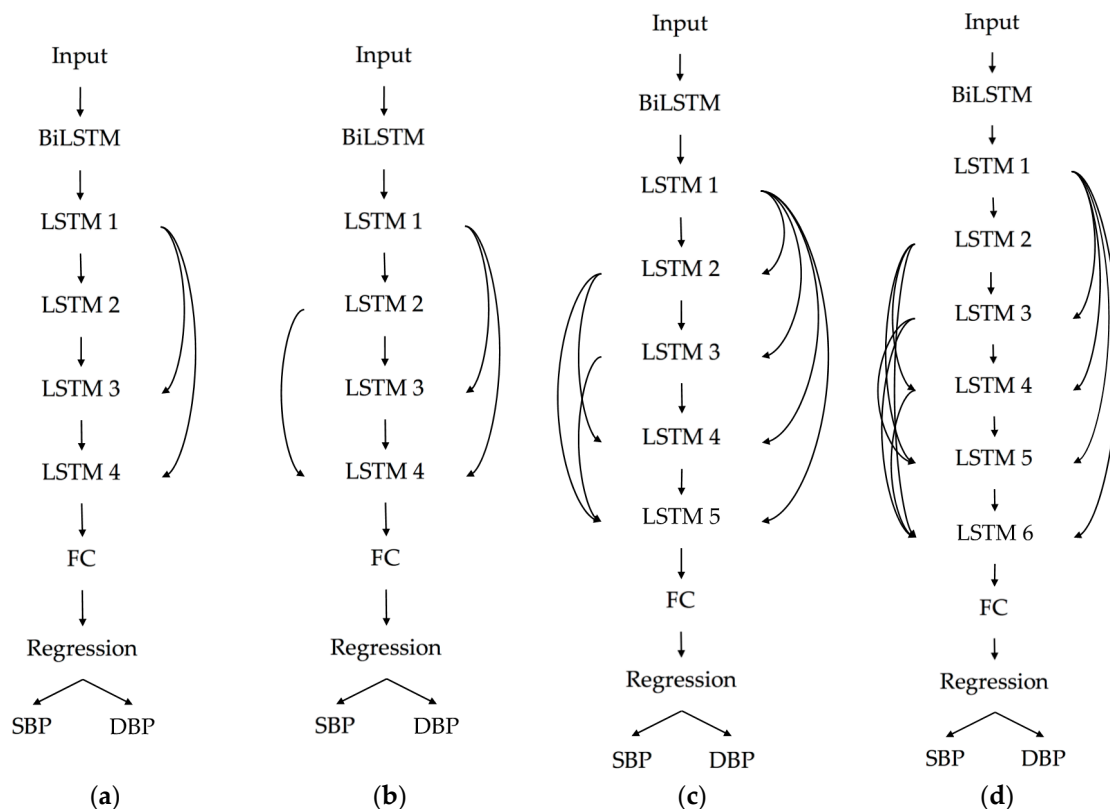 Input
BiLSTM
LSTM 1
LSTM 2
LSTM 3
LSTM 4
FC
Regression
SBP DBP
(a)
Input
BiLSTM
LSTM 1
LSTM 2
LSTM 3
LSTM 4
FC
Regression
SBP DBP
(b)
Input
BiLSTM
LSTM 1
LSTM 2
LSTM 3
LSTM 4
LSTM 5
FC
Regression
SBP DBP
(c)
Input
BiLSTM
LSTM 1
LSTM 2
LSTM 3
LSTM 4
LSTM 5
LSTM 6
FC
Regression
SBP DBP
(d)